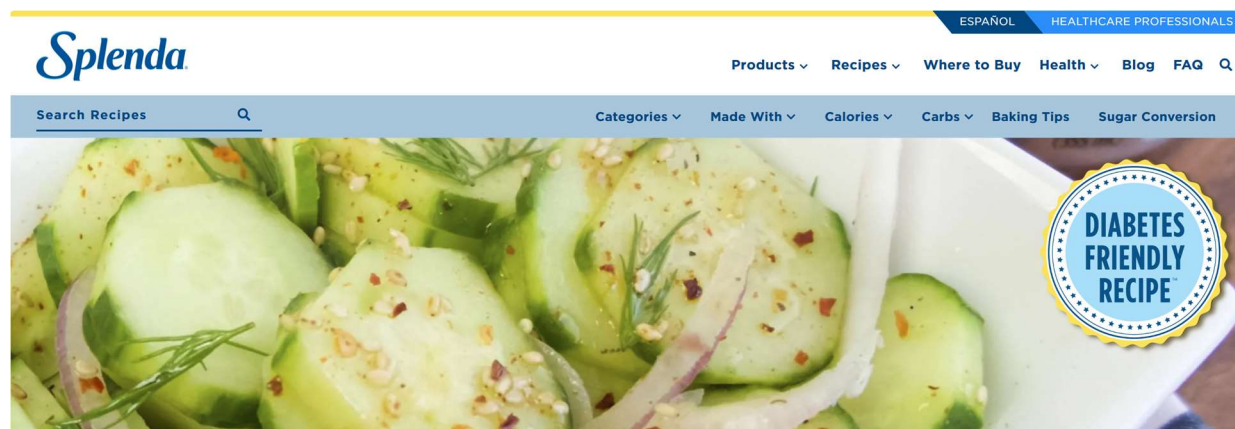 ESPAÑOL HEALTHCARE PROFESSIONALS
Splenda
Products Recipes Where to Buy Health Blog FAQ
Search Recipes Categories Made With Calories Carbs Baking Tips Sugar Conversion
DIABETES
FRIENDLY
RECIPE™